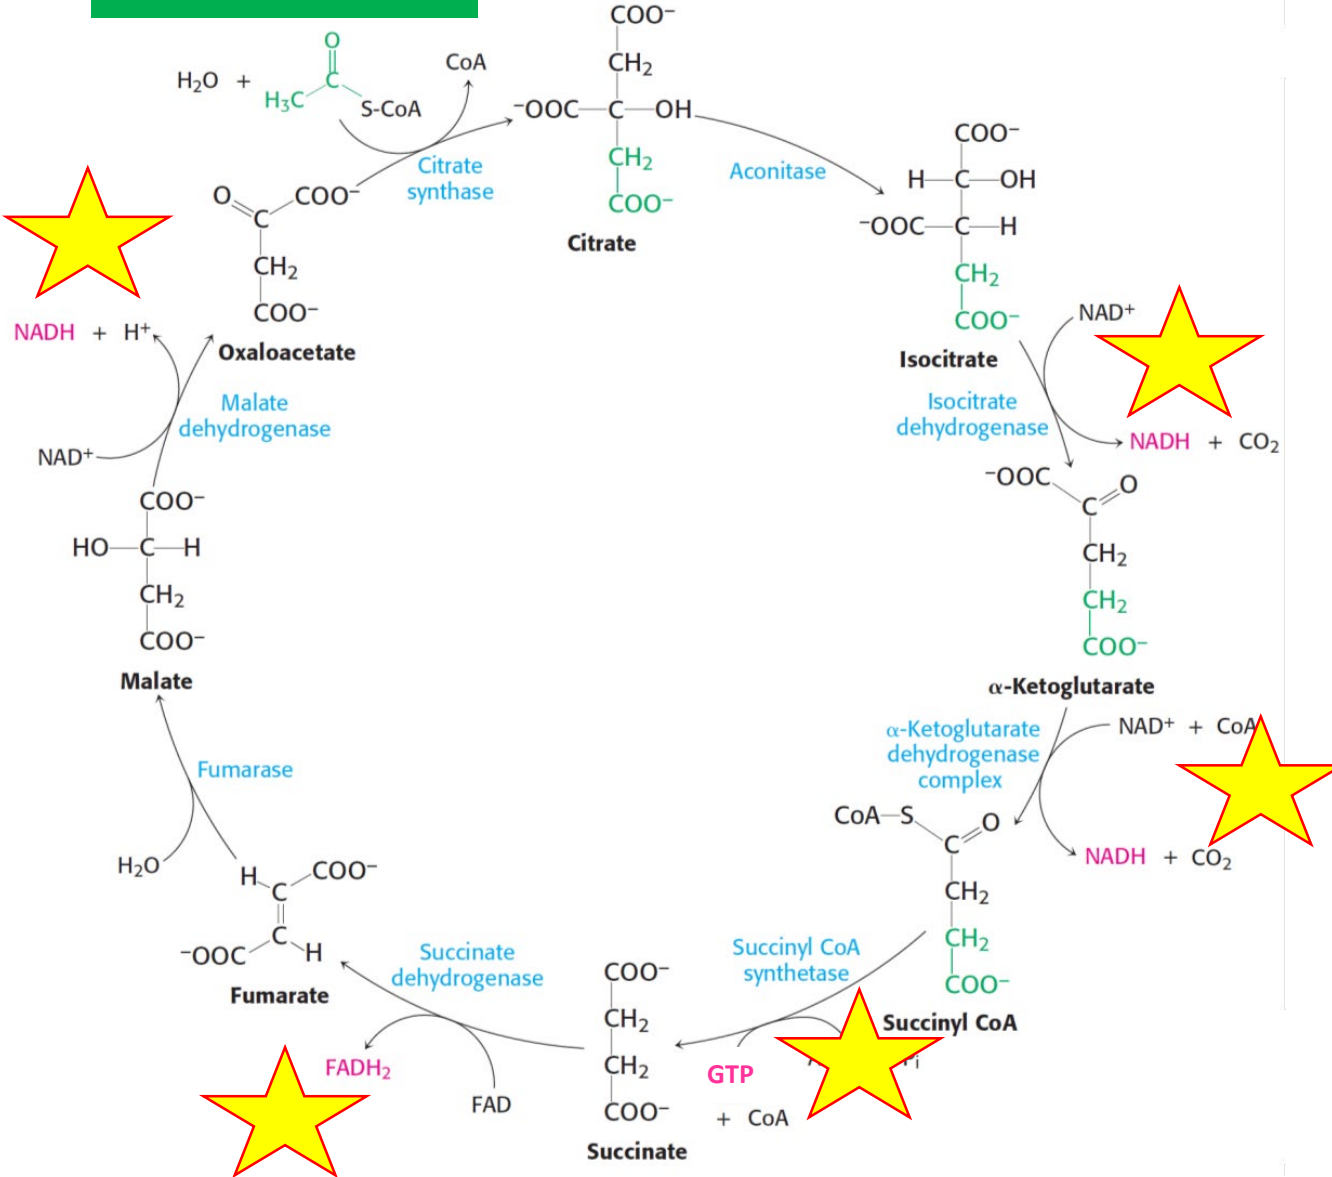 COO⁻
CH₂
⁻OOC—C—OH
CH₂
COO⁻
Citrate
H₂O +
O
C
H₃C
S-CoA
CoA
Citrate
synthase
Aconitase
COO⁻
H—C—OH
⁻OOC—C—H
CH₂
COO⁻
Isocitrate
NAD⁺
Isocitrate
dehydrogenase
NADH + CO₂
⁻OOC
O
C
CH₂
CH₂
COO⁻
α-Ketoglutarate
α-Ketoglutarate
dehydrogenase
complex
NAD⁺ + CoA
NADH + CO₂
CoA—S
O
C
CH₂
CH₂
COO⁻
Succinyl CoA
Succinyl CoA
synthetase
GTP
+ CoA
COO⁻
CH₂
CH₂
COO⁻
Succinate
Succinate
dehydrogenase
FADH₂
FAD
H
COO⁻
C
C
⁻OOC
H
Fumarate
Fumarase
H₂O
COO⁻
HO—C—H
CH₂
COO⁻
Malate
Malate
dehydrogenase
NAD⁺
NADH + H⁺
O
COO⁻
C
CH₂
COO⁻
Oxaloacetate